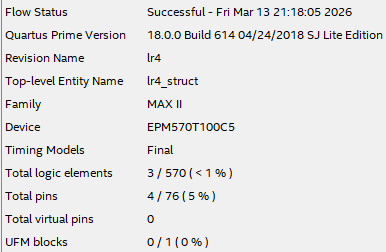 Flow Status Successful - Fri Mar 13 21:18:05 2026
Quartus Prime Version 18.0.0 Build 614 04/24/2018 SJ Lite Edition
Revision Name lr4
Top-level Entity Name lr4_struct
Family MAX II
Device EPM570T100C5
Timing Models Final
Total logic elements 3 / 570 ( < 1 % )
Total pins 4 / 76 ( 5 % )
Total virtual pins 0
UFM blocks 0 / 1 ( 0 % )